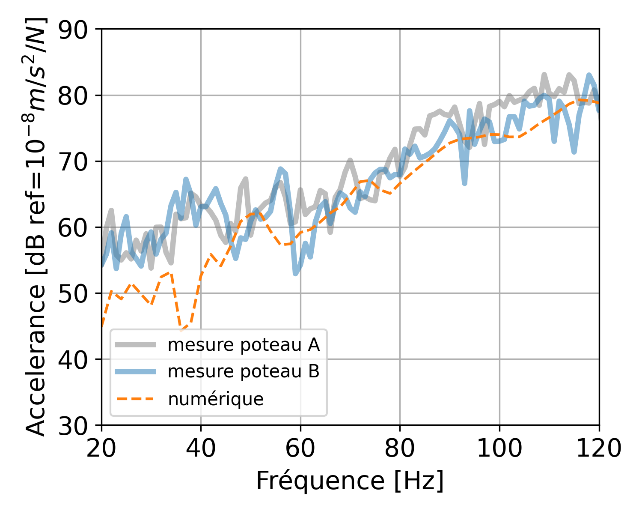 90
80
70
60
50
40
30
Accelerance [dB ref=10⁻⁸m/s²/N]
mesure poteau A
mesure poteau B
numérique
20 40 60 80 100 120
Fréquence [Hz]